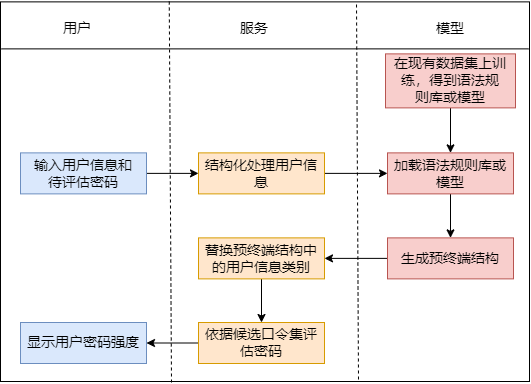 用户
服务
模型
在现有数据集上训
练，得到语法规
则库或模型
输入用户信息和
待评估密码
结构化处理用户信
息
加载语法规则库或
模型
替换预终端结构中
的用户信息类别
生成预终端结构
显示用户密码强度
依据候选口令集评
估密码